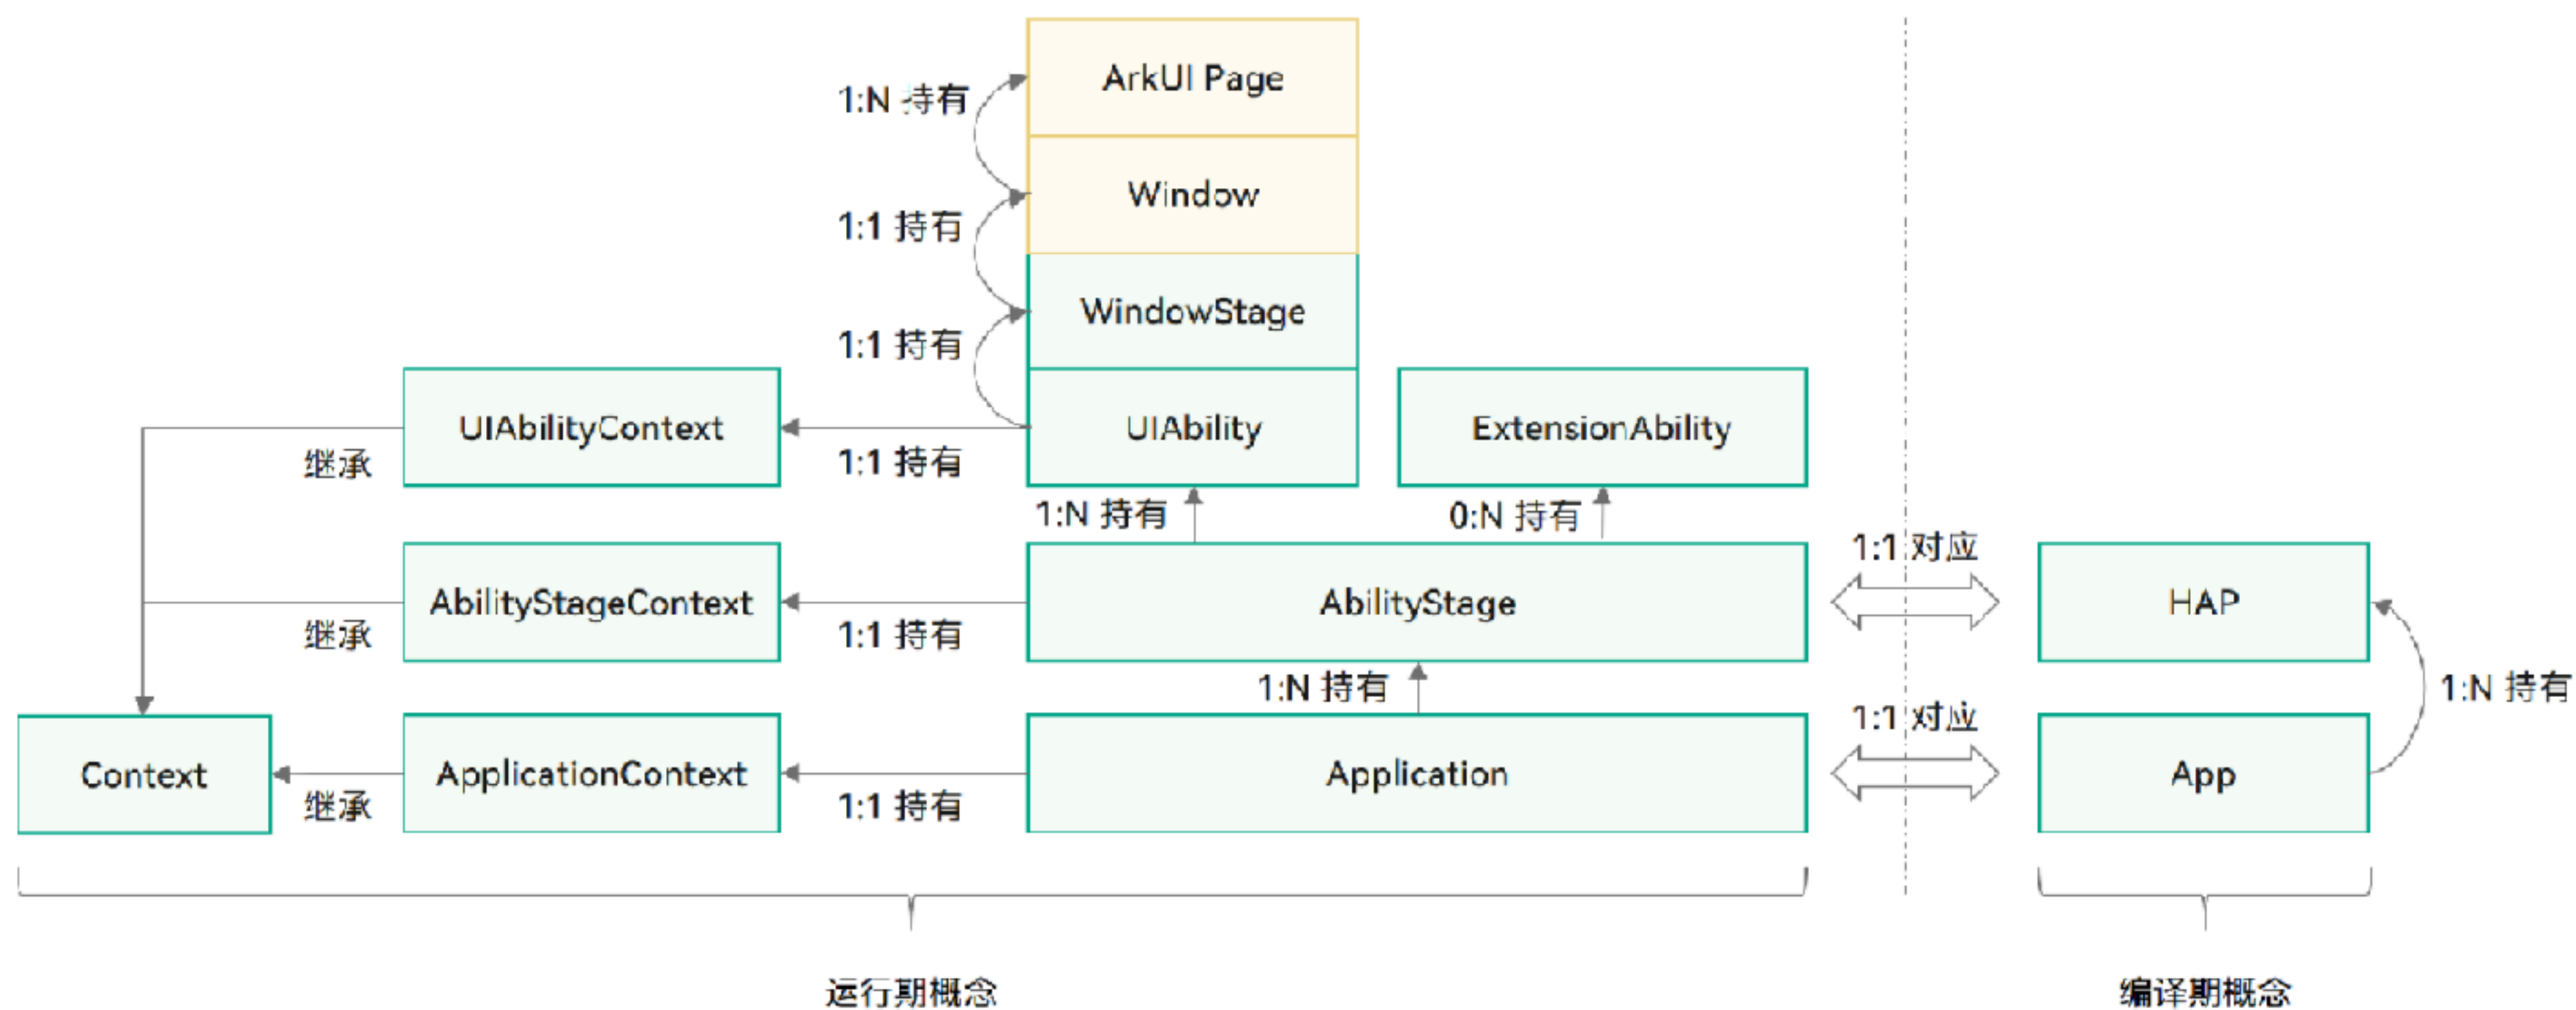 ArkUI Page
1:N 持有
Window
1:1 持有
WindowStage
1:1 持有
UIAbilityContext
UIAbility
ExtensionAbility
继承
1:1 持有
1:N 持有
0:N 持有
1:1 对应
AbilityStageContext
AbilityStage
HAP
继承
1:1 持有
1:N 持有
1:N 持有
1:1 对应
Context
ApplicationContext
Application
App
继承
1:1 持有
运行期概念
编译期概念